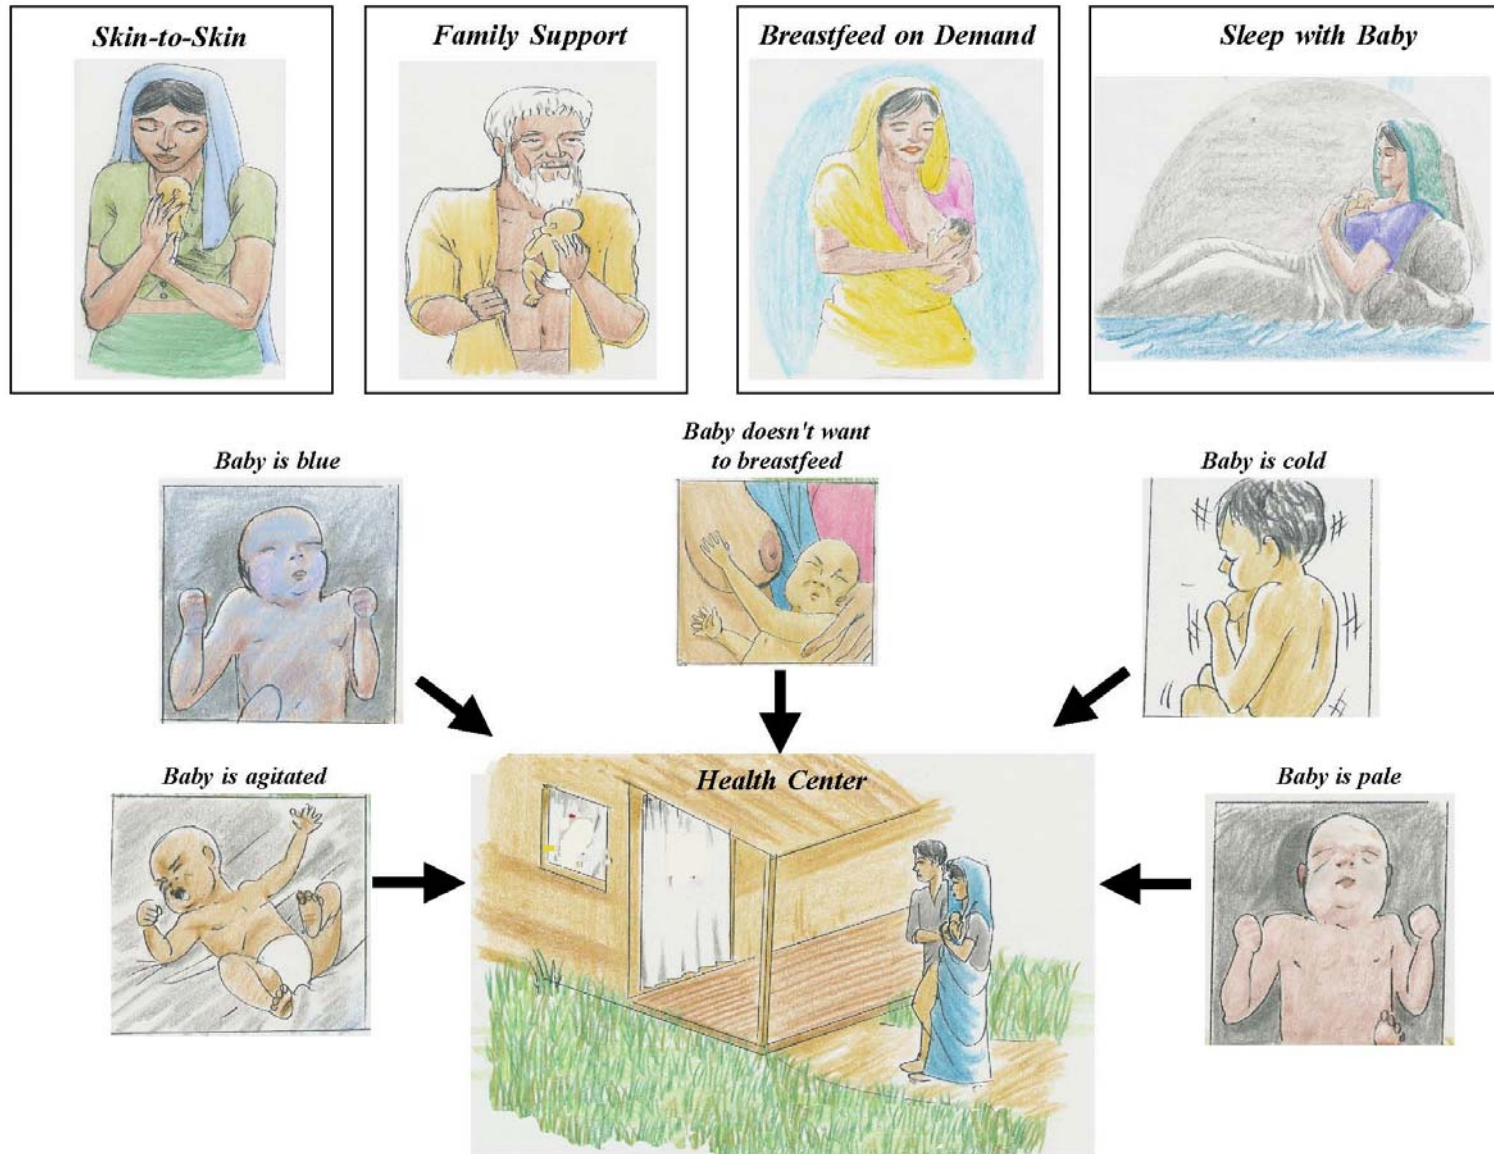 Skin-to-Skin
Family Support
Breastfeed on Demand
Sleep with Baby
Baby is blue
Baby doesn't want
to breastfeed
Baby is cold
Baby is agitated
Health Center
Baby is pale